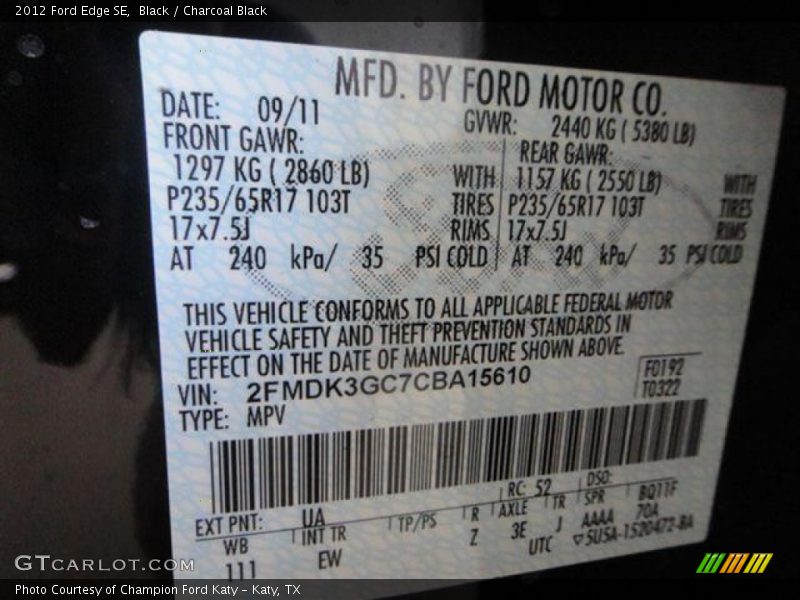 2012 Ford Edge SE,  Black / Charcoal Black
MFD. BY FORD MOTOR CO.
DATE: 09/11 GVWR: 2440 KG ( 5380 LB)
FRONT GAWR: REAR GAWR:
1297 KG ( 2860 LB) WITH 1157 KG ( 2550 LB) WITH
P235/65R17 103T TIRES P235/65R17 103T TIRES
17x7.5J RIMS 17x7.5J RIMS
AT 240 kPa/ 35 PSI COLD AT 240 kPa/ 35 PSI COLD
THIS VEHICLE CONFORMS TO ALL APPLICABLE FEDERAL MOTOR
VEHICLE SAFETY AND THEFT PREVENTION STANDARDS IN
EFFECT ON THE DATE OF MANUFACTURE SHOWN ABOVE.
VIN: 2FMDK3GC7CBA15610 F0192
TYPE: MPV T0322
EXT PNT: UA RC: 52 DSO:
WB INT TR TP/PS R AXLE TR SPR BQ11F
111 EW Z 3E J AAAA 70A
UTC ▽5USA-1520472-BA
GTCARLOT.COM
Photo Courtesy of Champion Ford Katy - Katy, TX